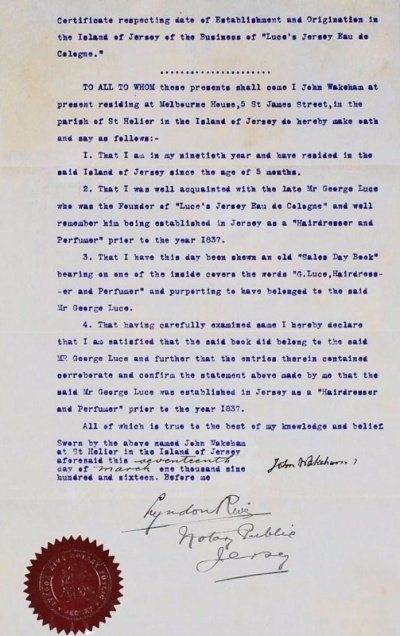 Certificate respecting date of Establishment and Origination in
the Island of Jersey of the Business of "Luce's Jersey Eau de
Cologne."
......................
TO ALL TO WHOM these presents shall come I John Wakeham at
present residing at Melbourne House,5 St James Street,in the
parish of St Helier in the Island of Jersey do hereby make oath
and say as follows:-
I. That I am in my ninetieth year and have resided in the
said Island of Jersey since the age of 5 months.
2. That I was well acquainted with the late Mr George Luce
who was the Founder of "Luce's Jersey Eau de Cologne" and well
remember him being established in Jersey as a "Hairdresser and
Perfumer" prior to the year I837.
3. That I have this day been shewn an old "Sales Day Book"
bearing on one of the inside covers the words "G.Luce,Hairdress-
-er and Perfumer" and purporting to have belonged to the said
Mr George Luce.
4. That having carefully examined same I hereby declare
that I am satisfied that the said book did belong to the said
MR George Luce and further that the entries therein contained
corroborate and confirm the statement above made by me that the
said Mr George Luce was established in Jersey as a "Hairdresser
and Perfumer" prior to the year I837.
All of which is true to the best of my knowledge and belief
Sworn by the above named John Wakeham
at St Helier in the Island of Jersey
aforesaid this seventeenth
day of March one thousand nine
hundred and sixteen. Before me
John Wakeham
Lyndon
Notary Public
Jersey